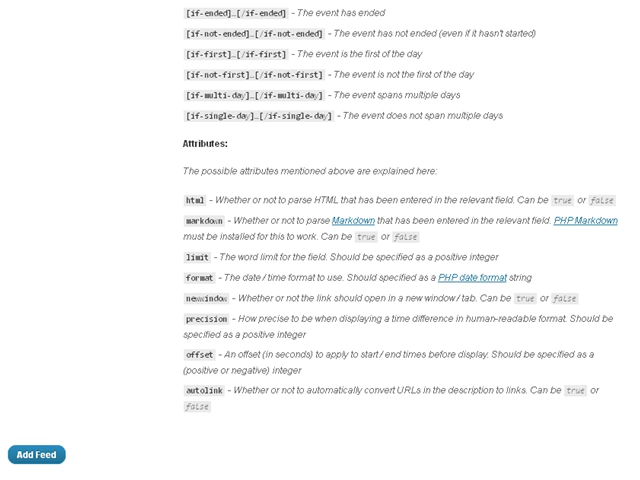 [if-ended]…[/if-ended] - The event has ended
[if-not-ended]…[/if-not-ended] - The event has not ended (even if it hasn't started)
[if-first]…[/if-first] - The event is the first of the day
[if-not-first]…[/if-not-first] - The event is not the first of the day
[if-multi-day]…[/if-multi-day] - The event spans multiple days
[if-single-day]…[/if-single-day] - The event does not span multiple days
Attributes:
The possible attributes mentioned above are explained here:
html - Whether or not to parse HTML that has been entered in the relevant field. Can be true or false
markdown - Whether or not to parse Markdown that has been entered in the relevant field. PHP Markdown
must be installed for this to work. Can be true or false
limit - The word limit for the field. Should be specified as a positive integer
format - The date / time format to use. Should specified as a PHP date format string
newwindow - Whether or not the link should open in a new window / tab. Can be true or false
precision - How precise to be when displaying a time difference in human-readable format. Should be
specified as a positive integer
offset - An offset (in seconds) to apply to start / end times before display. Should be specified as a
(positive or negative) integer
autolink - Whether or not to automatically convert URLs in the description to links. Can be true or
false
Add Feed